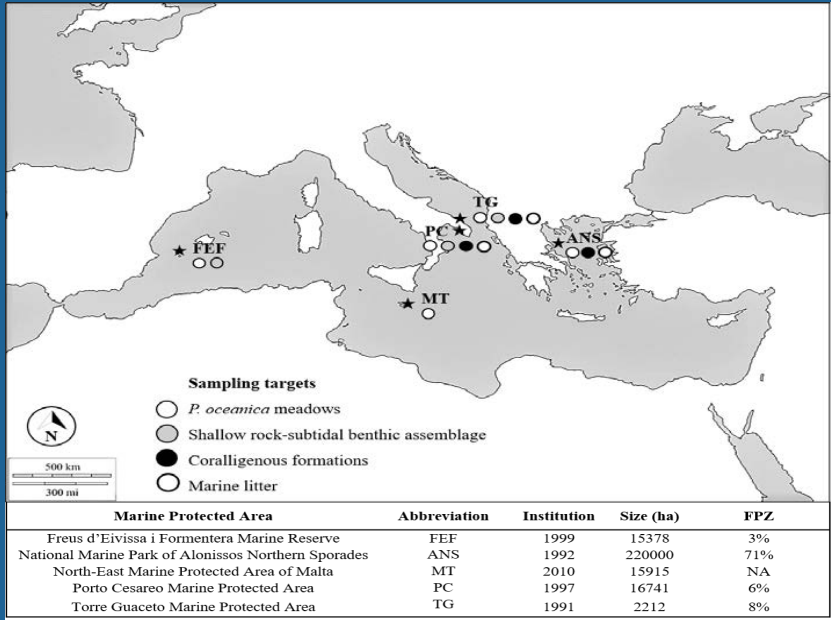 TG
PC
ANS
FEF
MT
Sampling targets
P. oceanica meadows
Shallow rock-subtidal benthic assemblage
Coralligenous formations
Marine litter
N
500 km
300 mi
Marine Protected Area Abbreviation Institution Size (ha) FPZ
Freus d’Eivissa i Formentera Marine Reserve FEF 1999 15378 3%
National Marine Park of Alonissos Northern Sporades ANS 1992 220000 71%
North-East Marine Protected Area of Malta MT 2010 15915 NA
Porto Cesareo Marine Protected Area PC 1997 16741 6%
Torre Guaceto Marine Protected Area TG 1991 2212 8%